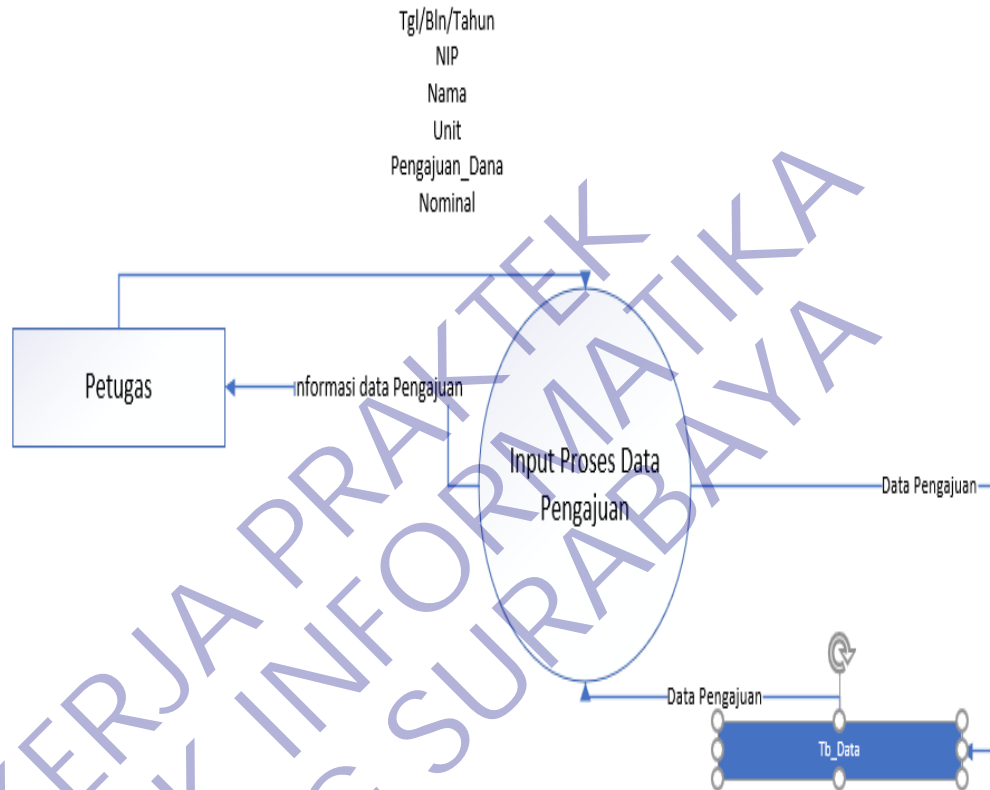 Tgl/Bln/Tahun
NIP
Nama
Unit
Pengajuan_Dana
Nominal
Petugas
Informasi data Pengajuan
Input Proses Data
Pengajuan
Data Pengajuan
Data Pengajuan
Tb_Data
KERJA PRAKTEK
INFORMATIKA
SURABAYA